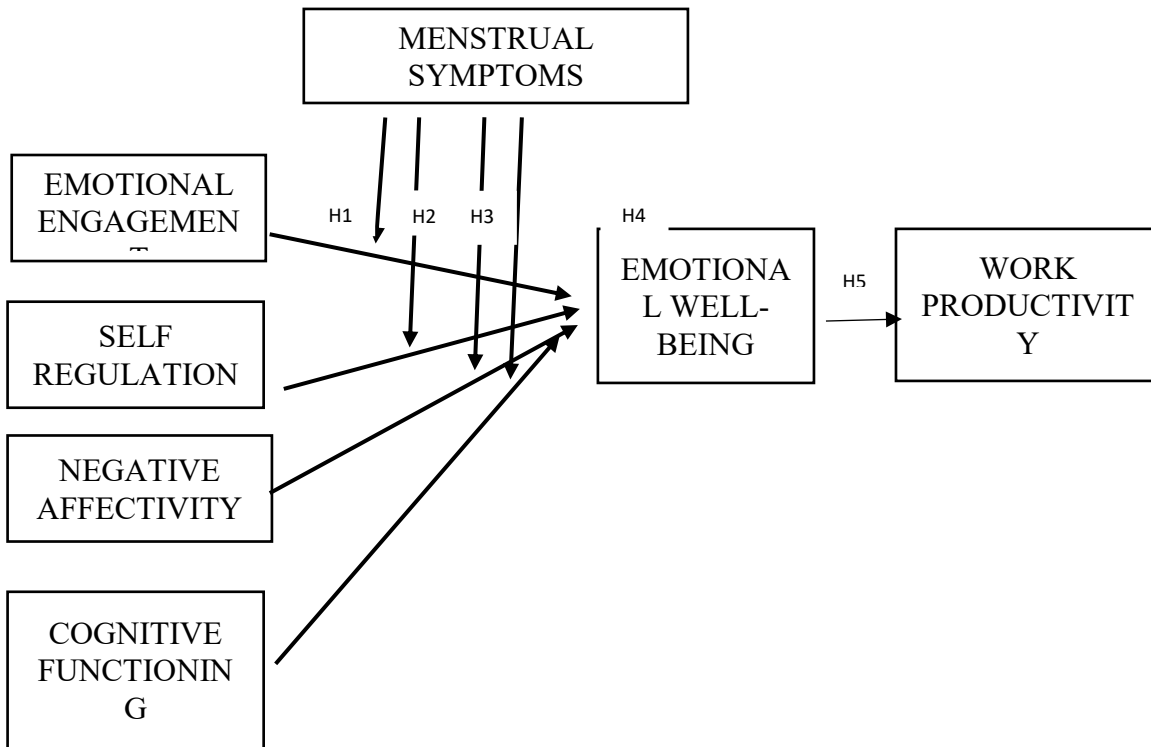 MENSTRUAL
SYMPTOMS
EMOTIONAL
ENGAGEMEN
H1
H2
H3
H4
EMOTIONA
L WELL-
BEING
H5
WORK
PRODUCTIVIT
Y
SELF
REGULATION
NEGATIVE
AFFECTIVITY
COGNITIVE
FUNCTIONIN
G